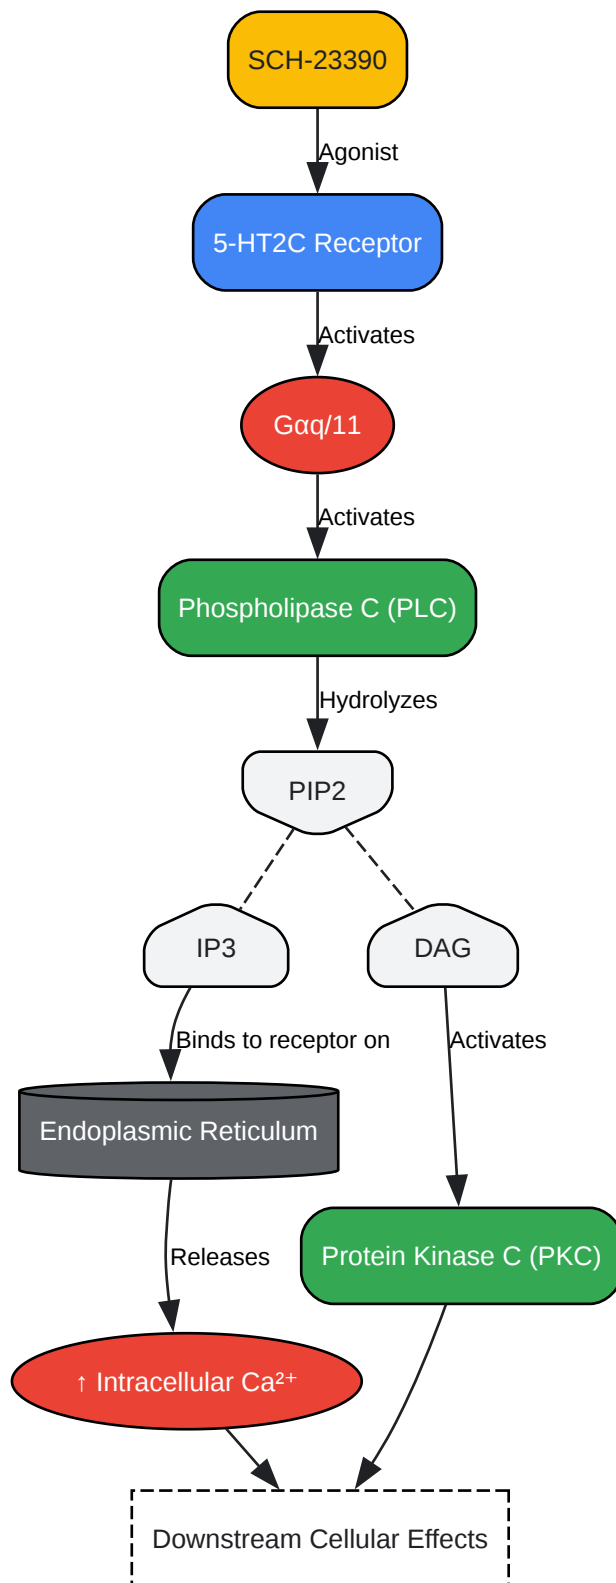 SCH-23390
Agonist
5-HT2C Receptor
Activates
Gαq/11
Activates
Phospholipase C (PLC)
Hydrolyzes
PIP2
IP3
DAG
Binds to receptor on
Activates
Endoplasmic Reticulum
Releases
Protein Kinase C (PKC)
↑ Intracellular Ca²⁺
Downstream Cellular Effects